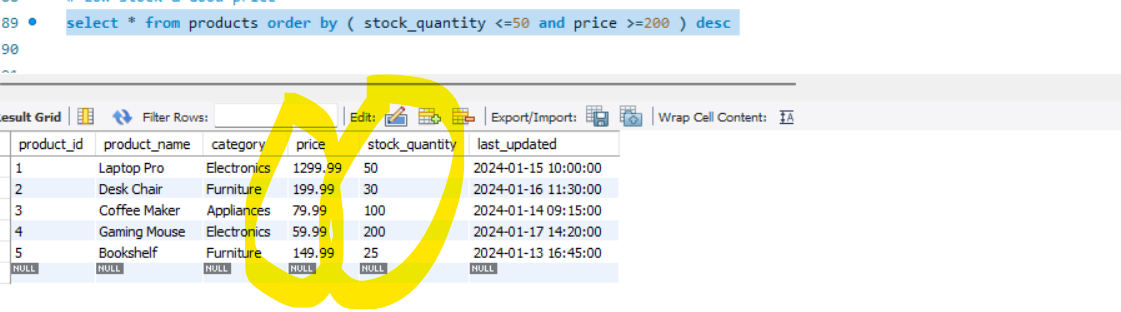 89 select * from products order by ( stock_quantity <=50 and price >=200 ) desc
90
Result Grid Filter Rows: Edit: Export/Import: Wrap Cell Content:
product_id product_name category price stock_quantity last_updated
1 Laptop Pro Electronics 1299.99 50 2024-01-15 10:00:00
2 Desk Chair Furniture 199.99 30 2024-01-16 11:30:00
3 Coffee Maker Appliances 79.99 100 2024-01-14 09:15:00
4 Gaming Mouse Electronics 59.99 200 2024-01-17 14:20:00
5 Bookshelf Furniture 149.99 25 2024-01-13 16:45:00
NULL NULL NULL NULL NULL NULL